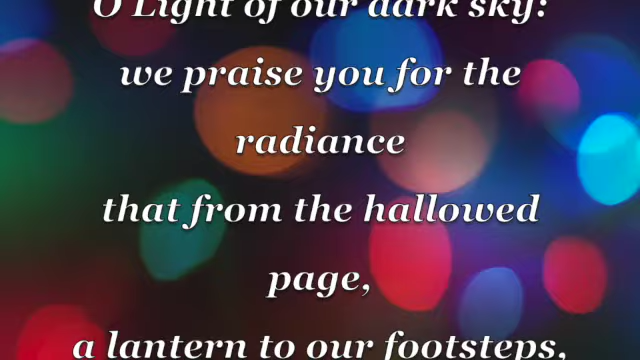 O Light of our dark sky:
we praise you for the
radiance
that from the hallowed
page,
a lantern to our footsteps,